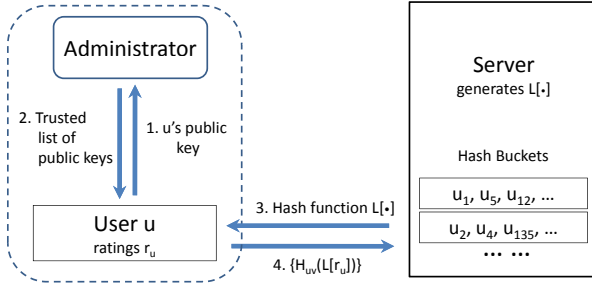 Administrator
2. Trusted
list of
public keys
1. u's public
key
User u
ratings r_u
3. Hash function L[•]
4. {H_uv(L[r_u])}
Server
generates L[•]
Hash Buckets
u_1, u_5, u_12, ...
u_2, u_4, u_135, ...
... ...